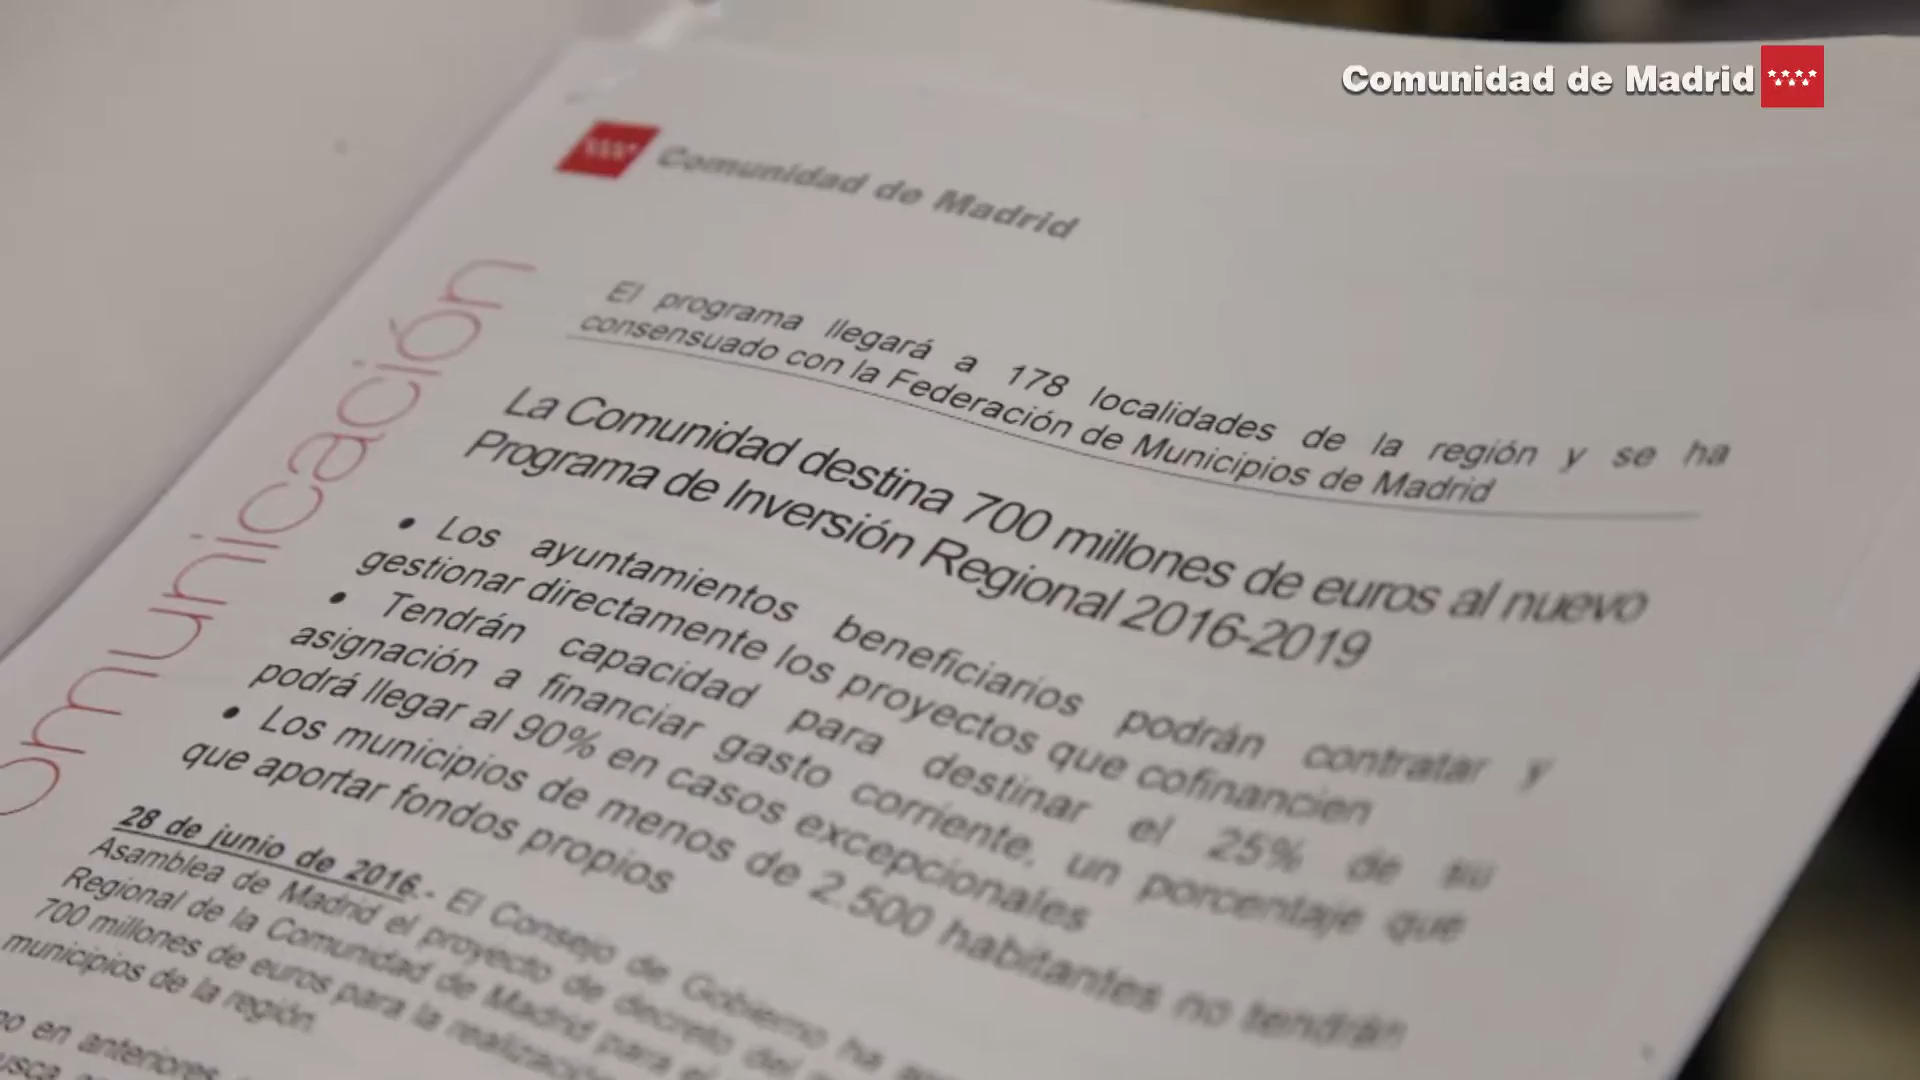 Comunidad de Madrid
Comunidad de Madrid
omunicación
El programa llegará a 178 localidades de la región y se ha
consensuado con la Federación de Municipios de Madrid
La Comunidad destina 700 millones de euros al nuevo
Programa de Inversión Regional 2016-2019
• Los ayuntamientos beneficiarios podrán contratar y
gestionar directamente los proyectos que cofinancien
• Tendrán capacidad para destinar el 25% de su
asignación a financiar gasto corriente, un porcentaje que
podrá llegar al 90% en casos excepcionales
• Los municipios de menos de 2.500 habitantes no tendrán
que aportar fondos propios
28 de junio de 2016.- El Consejo de Gobierno ha
Asamblea de Madrid el proyecto de decreto del
Regional de la Comunidad de Madrid para el
700 millones de euros para la realización
municipios de la región.
en anteriores